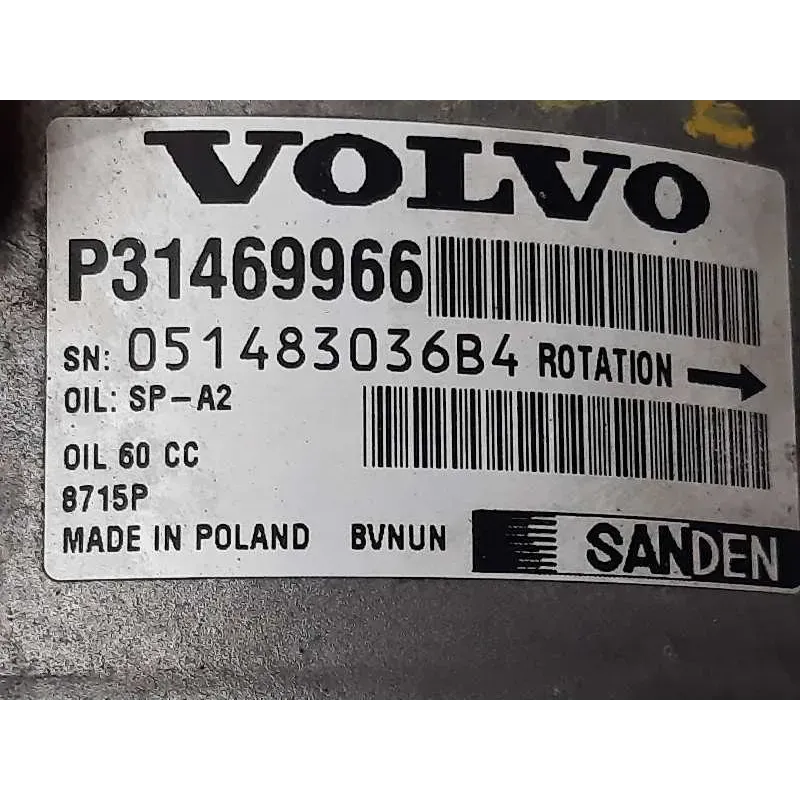 VOLVO
P31469966
SN: 051483036B4 ROTATION
OIL: SP-A2
OIL 60 CC
8715P
MADE IN POLAND BVNUN SANDEN